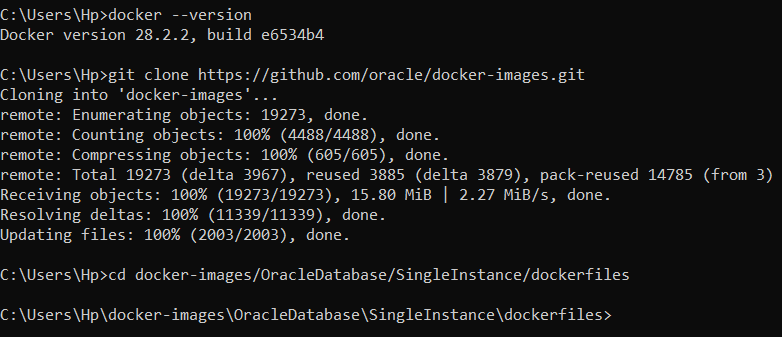 C:\Users\Hp>docker --version
Docker version 28.2.2, build e6534b4
C:\Users\Hp>git clone https://github.com/oracle/docker-images.git
Cloning into 'docker-images'...
remote: Enumerating objects: 19273, done.
remote: Counting objects: 100% (4488/4488), done.
remote: Compressing objects: 100% (605/605), done.
remote: Total 19273 (delta 3967), reused 3885 (delta 3879), pack-reused 14785 (from 3)
Receiving objects: 100% (19273/19273), 15.80 MiB | 2.27 MiB/s, done.
Resolving deltas: 100% (11339/11339), done.
Updating files: 100% (2003/2003), done.
C:\Users\Hp>cd docker-images/OracleDatabase/SingleInstance/dockerfiles
C:\Users\Hp\docker-images\OracleDatabase\SingleInstance\dockerfiles>